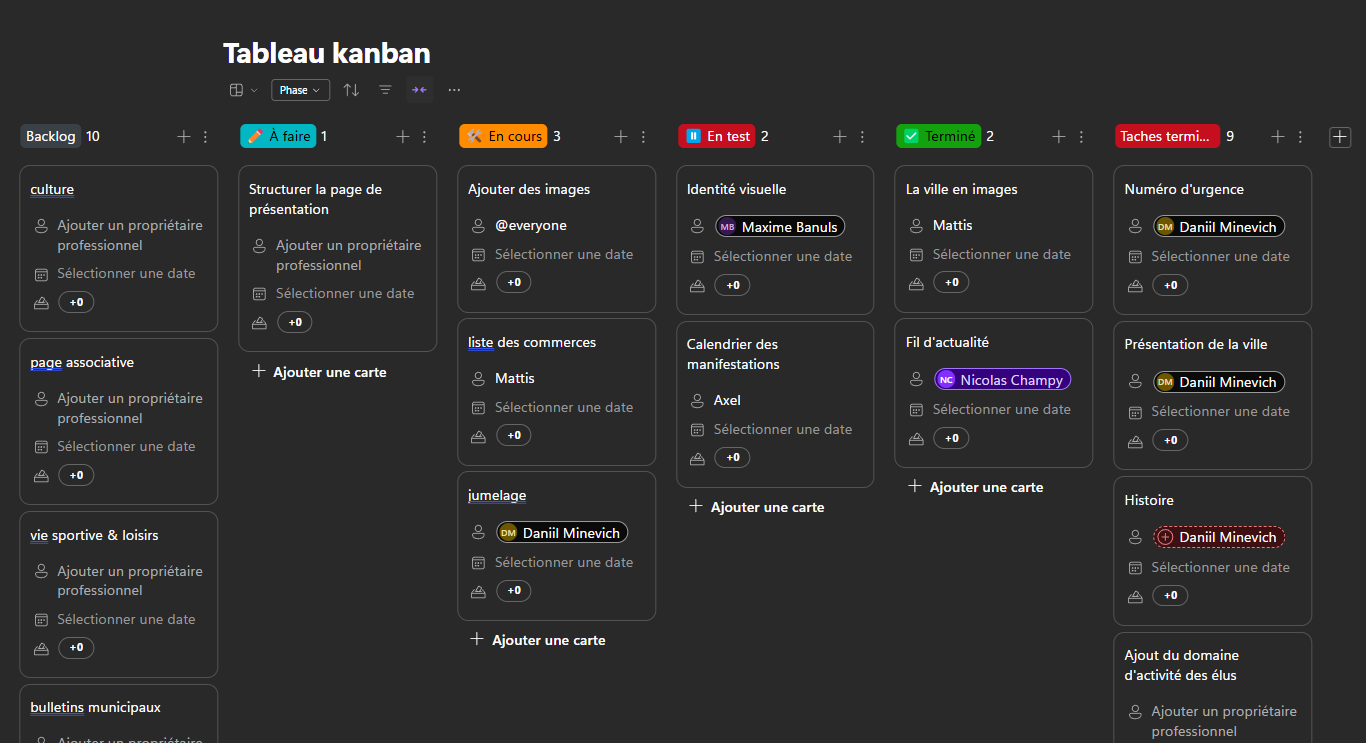 Tableau kanban
Phase
Backlog 10
culture
Ajouter un propriétaire
professionnel
Sélectionner une date
+0
page associative
Ajouter un propriétaire
professionnel
Sélectionner une date
+0
vie sportive & loisirs
Ajouter un propriétaire
professionnel
Sélectionner une date
+0
bulletins municipaux
Ajouter un propriétaire
À faire 1
Structurer la page de
présentation
Ajouter un propriétaire
professionnel
Sélectionner une date
+0
Ajouter une carte
En cours 3
Ajouter des images
@everyone
Sélectionner une date
+0
liste des commerces
Mattis
Sélectionner une date
+0
jumelage
DM Daniil Minevich
Sélectionner une date
+0
Ajouter une carte
En test 2
Identité visuelle
MB Maxime Banuls
Sélectionner une date
+0
Calendrier des
manifestations
Axel
Sélectionner une date
+0
Ajouter une carte
Terminé 2
La ville en images
Mattis
Sélectionner une date
+0
Fil d'actualité
NC Nicolas Champy
Sélectionner une date
+0
Ajouter une carte
Taches termi... 9
Numéro d'urgence
DM Daniil Minevich
Sélectionner une date
+0
Présentation de la ville
DM Daniil Minevich
Sélectionner une date
+0
Histoire
Daniil Minevich
Sélectionner une date
+0
Ajout du domaine
d'activité des élus
Ajouter un propriétaire
professionnel